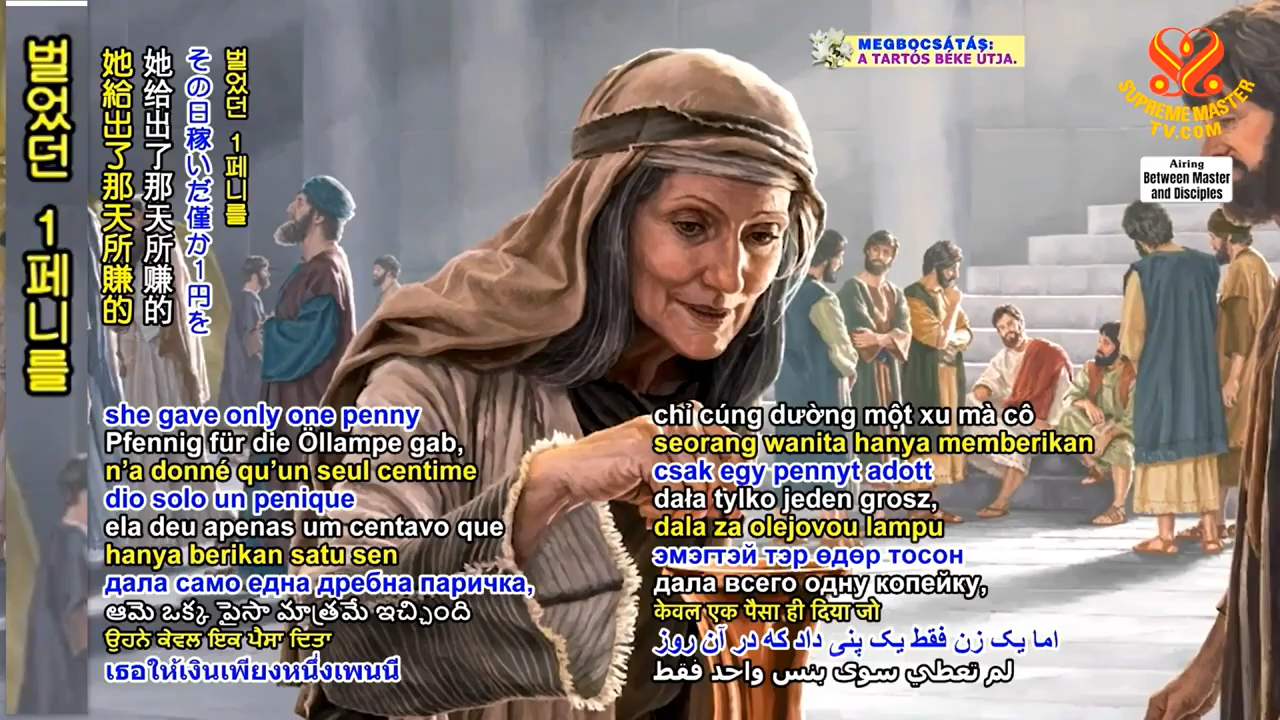 벌었던 1페니를
벌었던 1페니를
その日稼いだ僅か1円を
她给出了那天所赚的
她給出了那天所賺的
MEGBOCSÁTÁS:
A TARTÓS BÉKE ÚTJA.
SUPREME MASTER
TV.COM
Airing
Between Master
and Disciples
she gave only one penny
Pfennig für die Öllampe gab,
n’a donné qu’un seul centime
dio solo un penique
ela deu apenas um centavo que
hanya berikan satu sen
дала само една дребна паричка,
ఆమె ఒక్క పైసా మాత్రమే ఇచ్చింది
ਉਹਨੇ ਕੇਵਲ ਇਕ ਪੈਸਾ ਦਿਤਾ
เธอให้เงินเพียงหนึ่งเพนนี
chỉ cúng dường một xu mà cô
seorang wanita hanya memberikan
csak egy pennyt adott
dała tylko jeden grosz,
dala za olejovou lampu
эмэгтэй тэр өдөр тосон
дала всего одну копейку,
केवल एक पैसा ही दिया जो
اما یک زن فقط یک پنی داد که در آن روز
لم تعطي سوى بنس واحد فقط